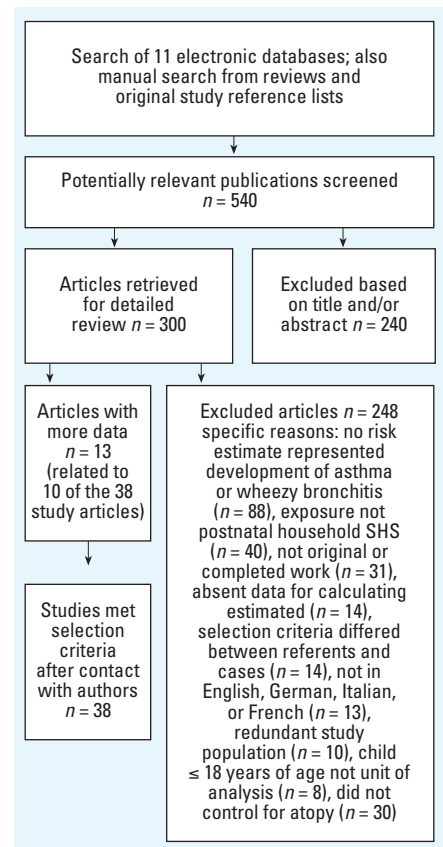 Search of 11 electronic databases; also
manual search from reviews and
original study reference lists
Potentially relevant publications screened
n = 540
Articles retrieved
for detailed
review n = 300
Excluded based
on title and/or
abstract n = 240
Articles with
more data
n = 13
(related to
10 of the 38
study articles)
Studies met
selection
criteria
after contact
with authors
n = 38
Excluded articles n = 248
specific reasons: no risk
estimate represented
development of asthma
or wheezy bronchitis
(n = 88), exposure not
postnatal household SHS
(n = 40), not original or
completed work (n = 31),
absent data for calculating
estimated (n = 14),
selection criteria differed
between referents and
cases (n = 14), not in
English, German, Italian,
or French (n = 13),
redundant study
population (n = 10), child
≤ 18 years of age not unit of
analysis (n = 8), did not
control for atopy (n = 30)